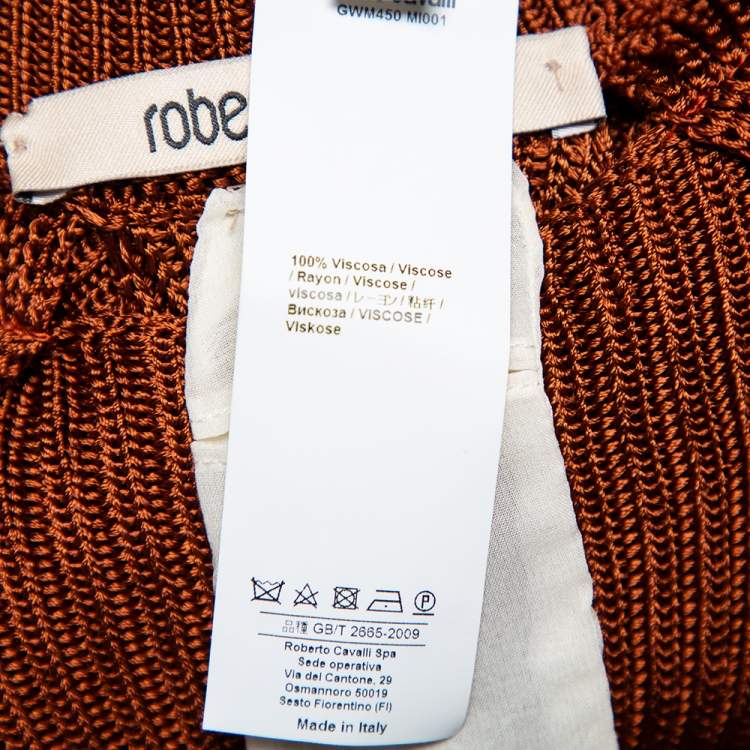 GWM450 MI001
robe
100% Viscosa / Viscose
/ Rayon / Viscose /
viscosa / レーヨン / 粘纤 /
Вискоза / VISCOSE /
Viskose
品種 GB/T 2665-2009
Roberto Cavalli Spa
Sede operativa
Via del Cantone, 29
Osmannoro 50019
Sesto Fiorentino (FI)
Made in Italy